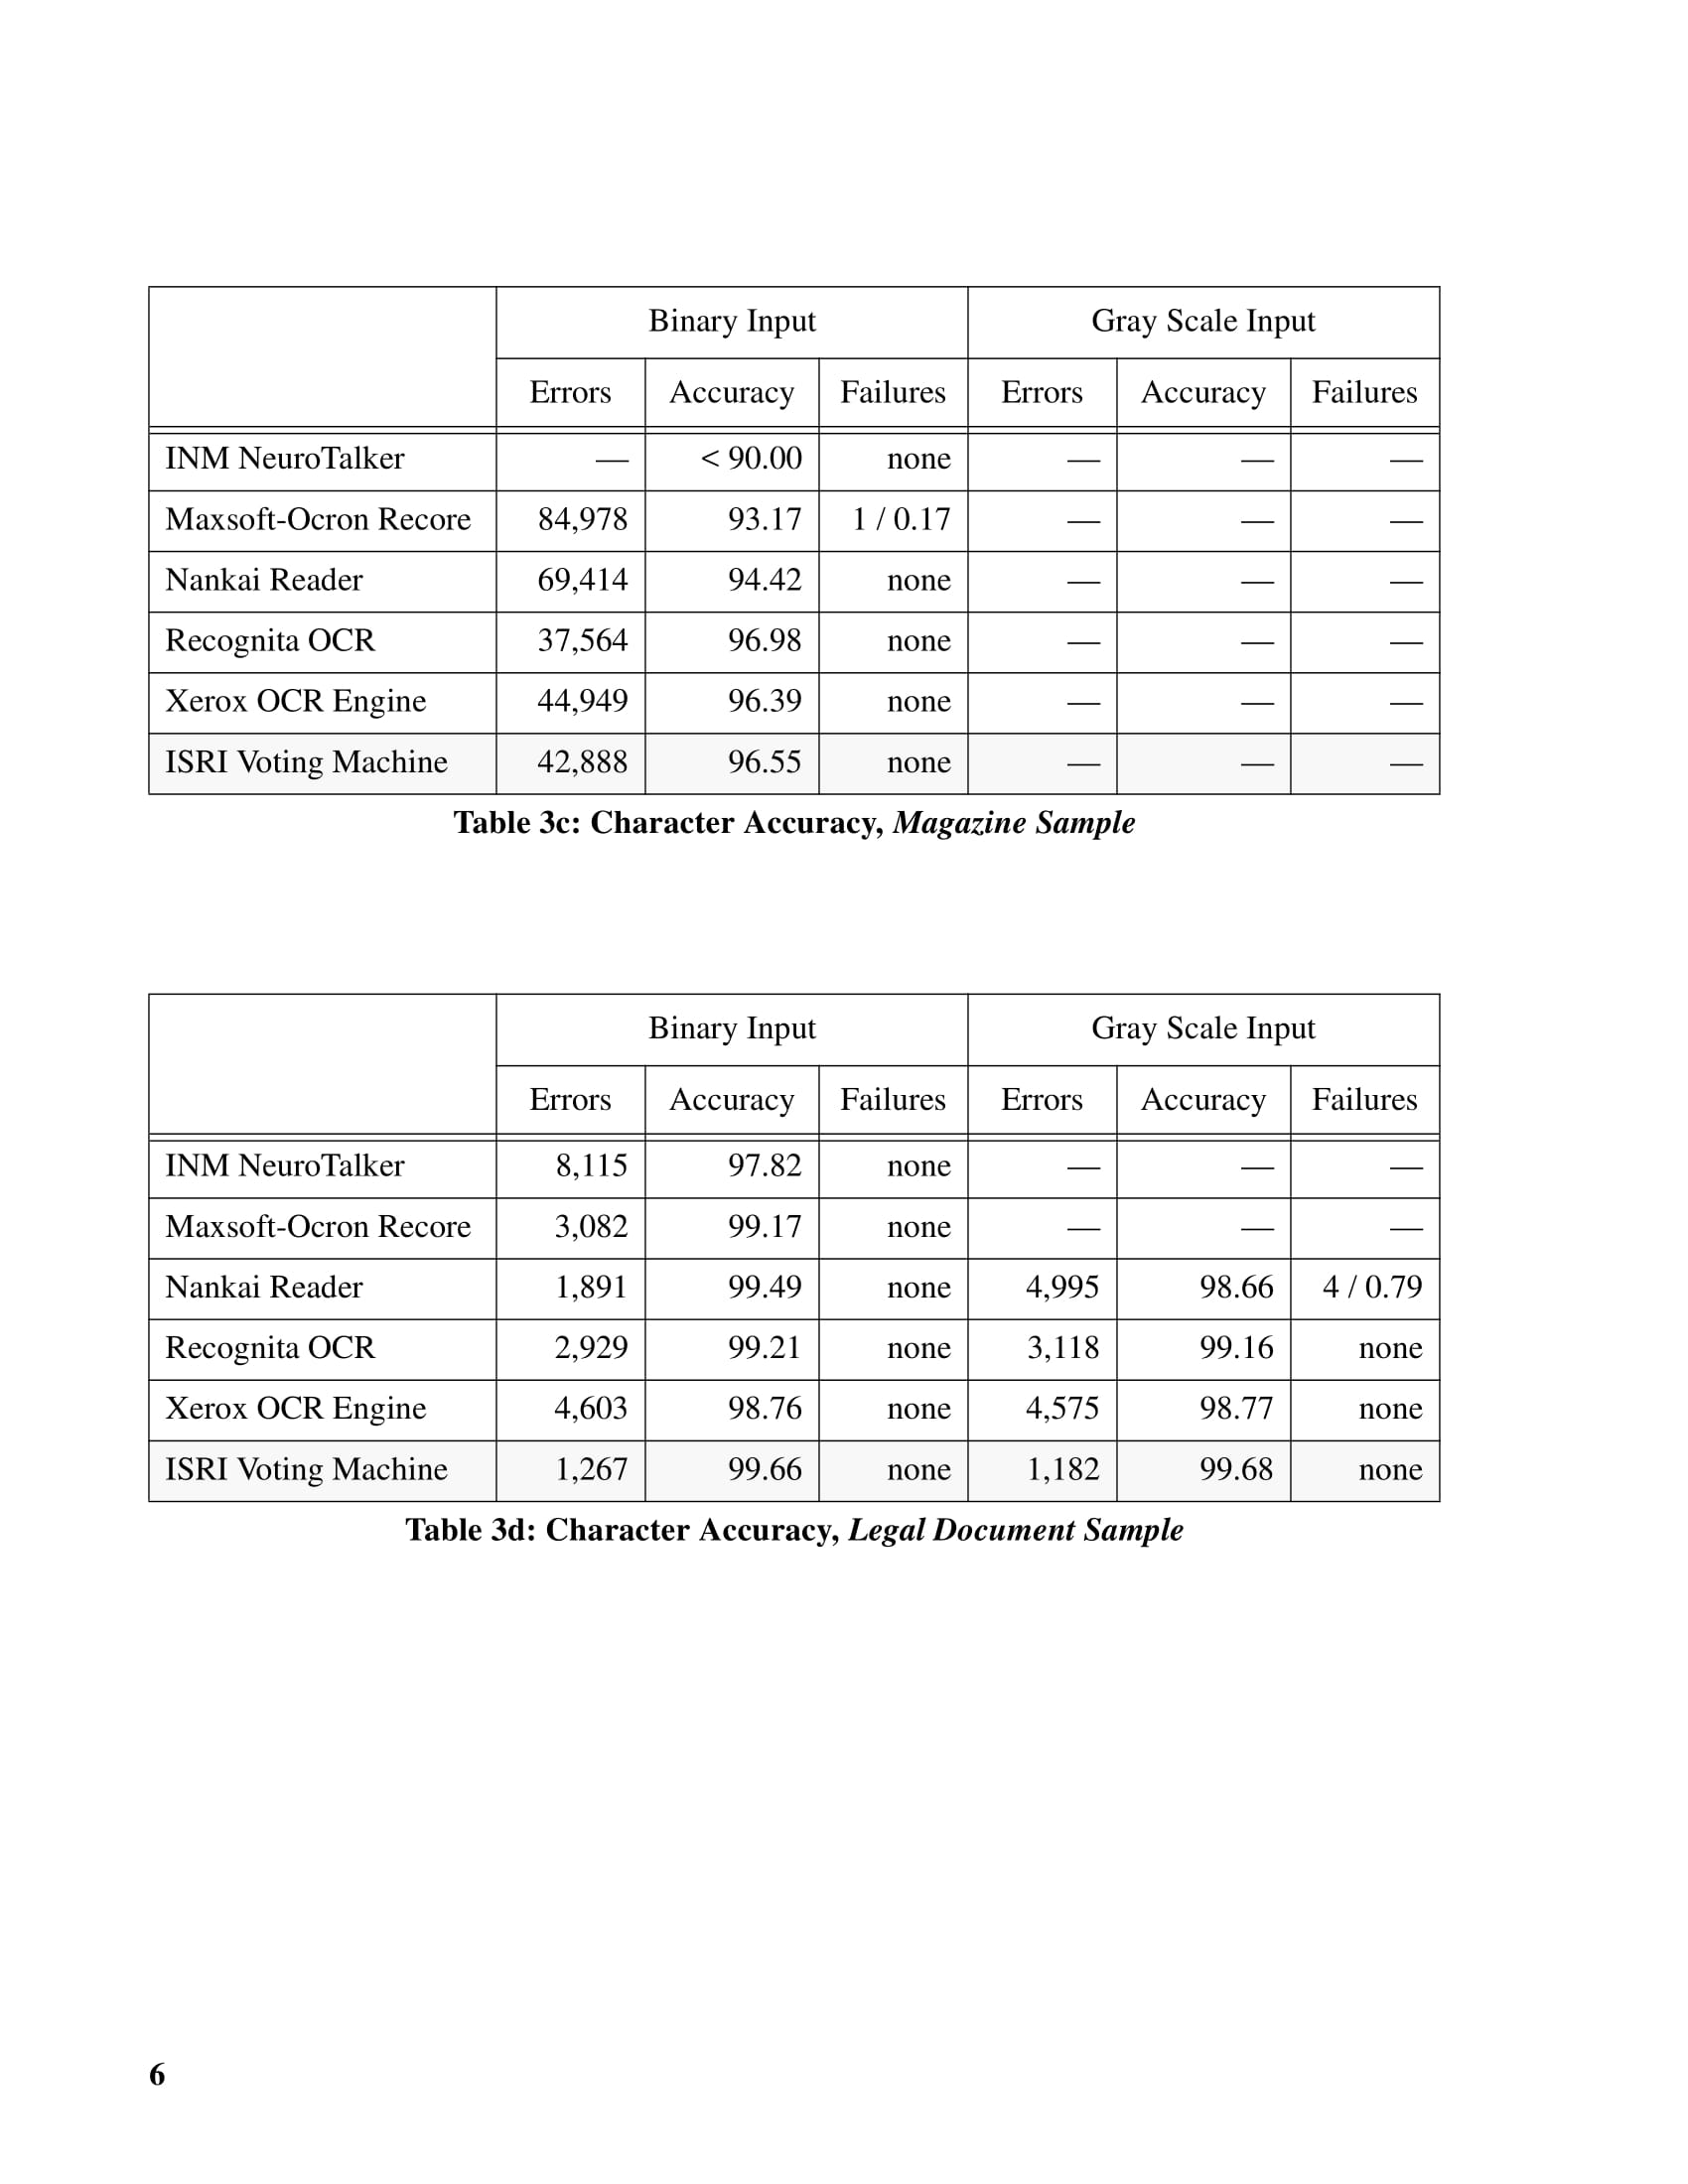 Binary Input Gray Scale Input
Errors Accuracy Failures Errors Accuracy Failures
INM NeuroTalker — < 90.00 none — — —
Maxsoft-Ocron Recore 84,978 93.17 1 / 0.17 — — —
Nankai Reader 69,414 94.42 none — — —
Recognita OCR 37,564 96.98 none — — —
Xerox OCR Engine 44,949 96.39 none — — —
ISRI Voting Machine 42,888 96.55 none — — —
Table 3c: Character Accuracy, Magazine Sample
Binary Input Gray Scale Input
Errors Accuracy Failures Errors Accuracy Failures
INM NeuroTalker 8,115 97.82 none — — —
Maxsoft-Ocron Recore 3,082 99.17 none — — —
Nankai Reader 1,891 99.49 none 4,995 98.66 4 / 0.79
Recognita OCR 2,929 99.21 none 3,118 99.16 none
Xerox OCR Engine 4,603 98.76 none 4,575 98.77 none
ISRI Voting Machine 1,267 99.66 none 1,182 99.68 none
Table 3d: Character Accuracy, Legal Document Sample
6